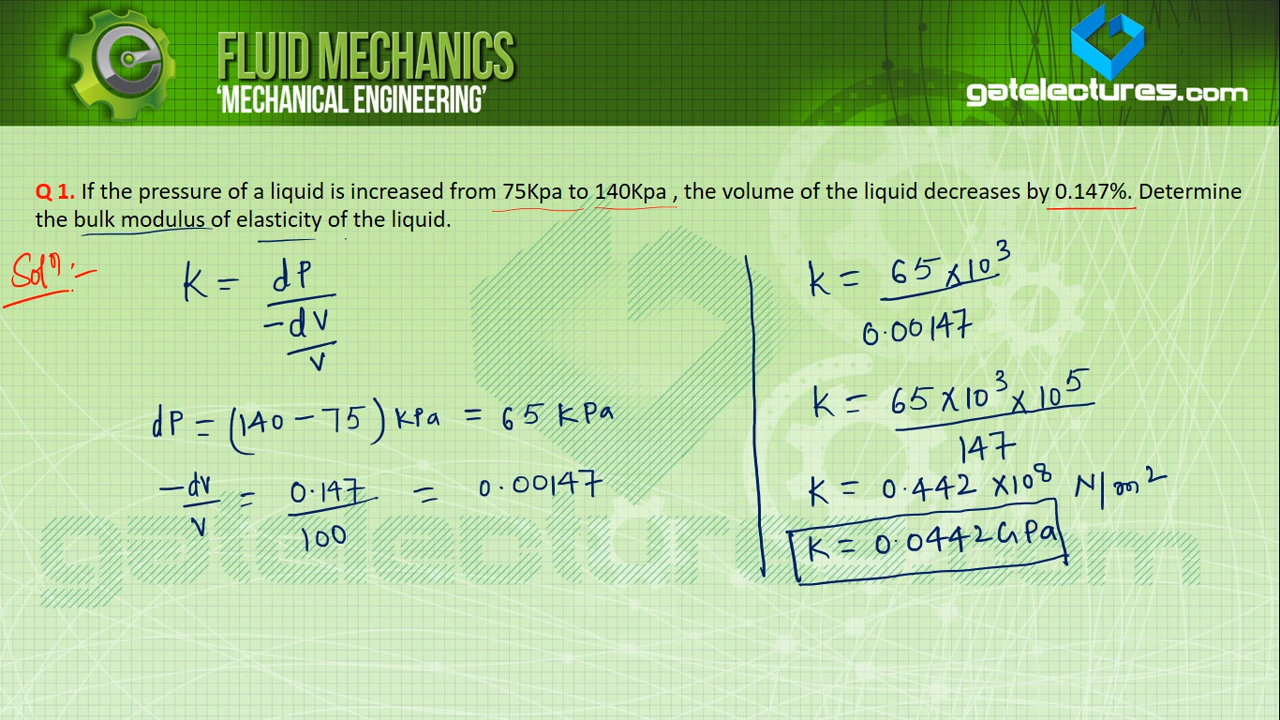 FLUID MECHANICS
'MECHANICAL ENGINEERING'
gatelectures.com
Q 1. If the pressure of a liquid is increased from 75Kpa to 140Kpa , the volume of the liquid decreases by 0.147%. Determine
the bulk modulus of elasticity of the liquid.
Solⁿ :-
K = dP / (-dV / V)
dP = (140 - 75) KPa = 65 KPa
-dV / V = 0.147 / 100 = 0.00147
K = 65 × 10³ / 0.00147
K = 65 × 10³ × 10⁵ / 147
K = 0.442 × 10⁸ N/m²
K = 0.0442 GPa
gatelectures.com